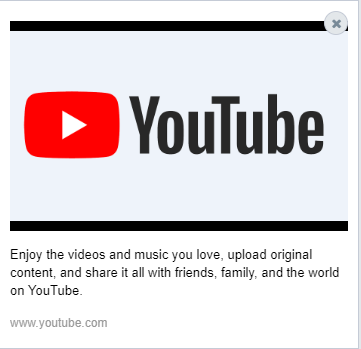 YouTube
Enjoy the videos and music you love, upload original
content, and share it all with friends, family, and the world
on YouTube.
www.youtube.com